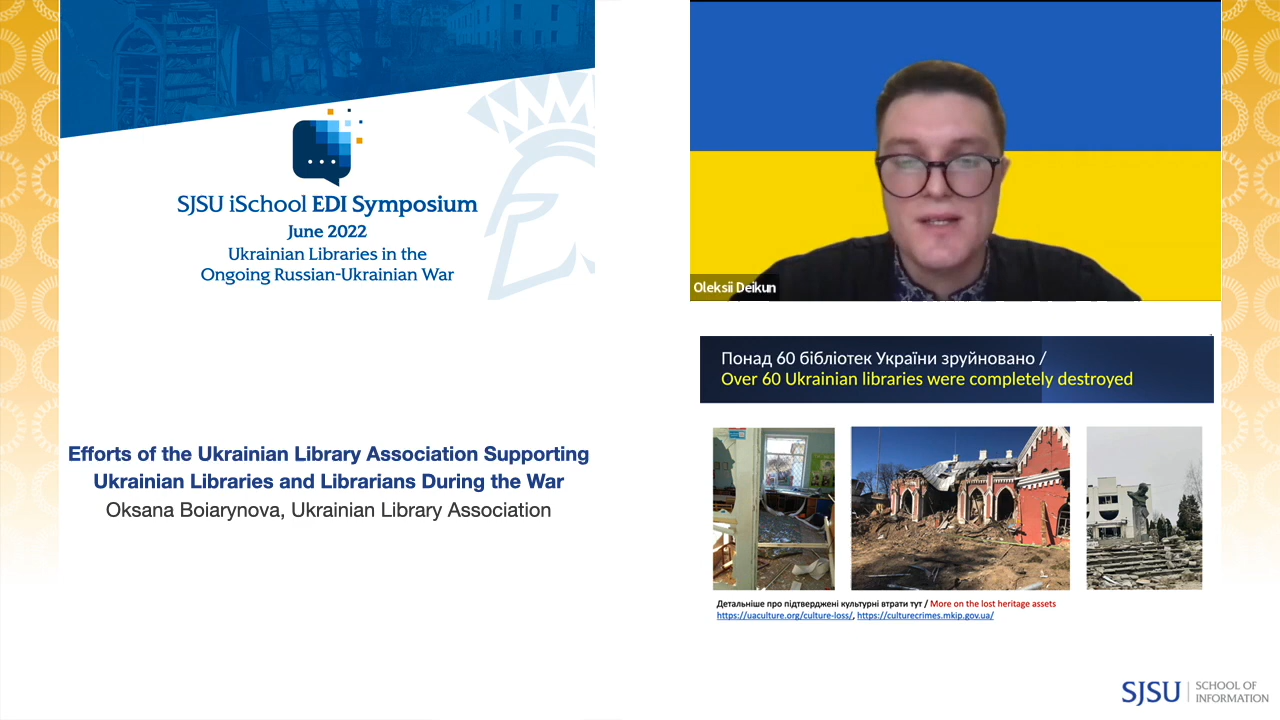 SJSU iSchool EDI Symposium
June 2022
Ukrainian Libraries in the
Ongoing Russian-Ukrainian War
Efforts of the Ukrainian Library Association Supporting
Ukrainian Libraries and Librarians During the War
Oksana Boiarynova, Ukrainian Library Association
Oleksii Deikun
Понад 60 бібліотек України зруйновано /
Over 60 Ukrainian libraries were completely destroyed
Детальніше про підтверджені культурні втрати тут / More on the lost heritage assets
https://uaculture.org/culture-loss/, https://culturecrimes.mkip.gov.ua/
SJSU SCHOOL OF
INFORMATION